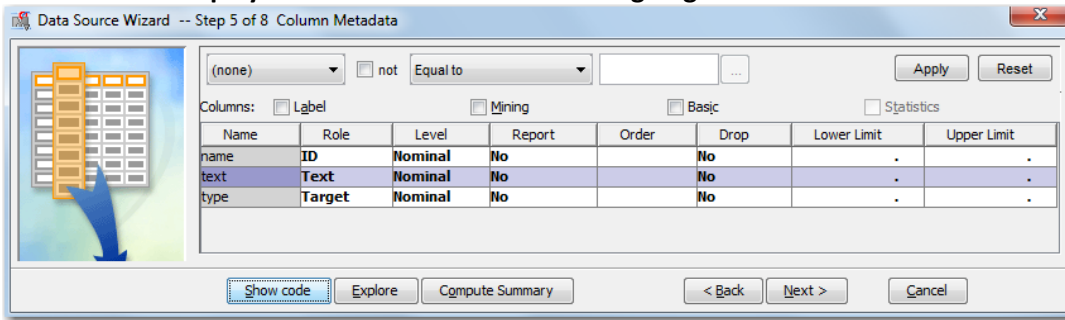 Data Source Wizard -- Step 5 of 8 Column Metadata
(none) not Equal to ... Apply Reset
Columns: Label Mining Basic Statistics
Name Role Level Report Order Drop Lower Limit Upper Limit
name ID Nominal No No . .
text Text Nominal No No . .
type Target Nominal No No . .
Show code Explore Compute Summary < Back Next > Cancel